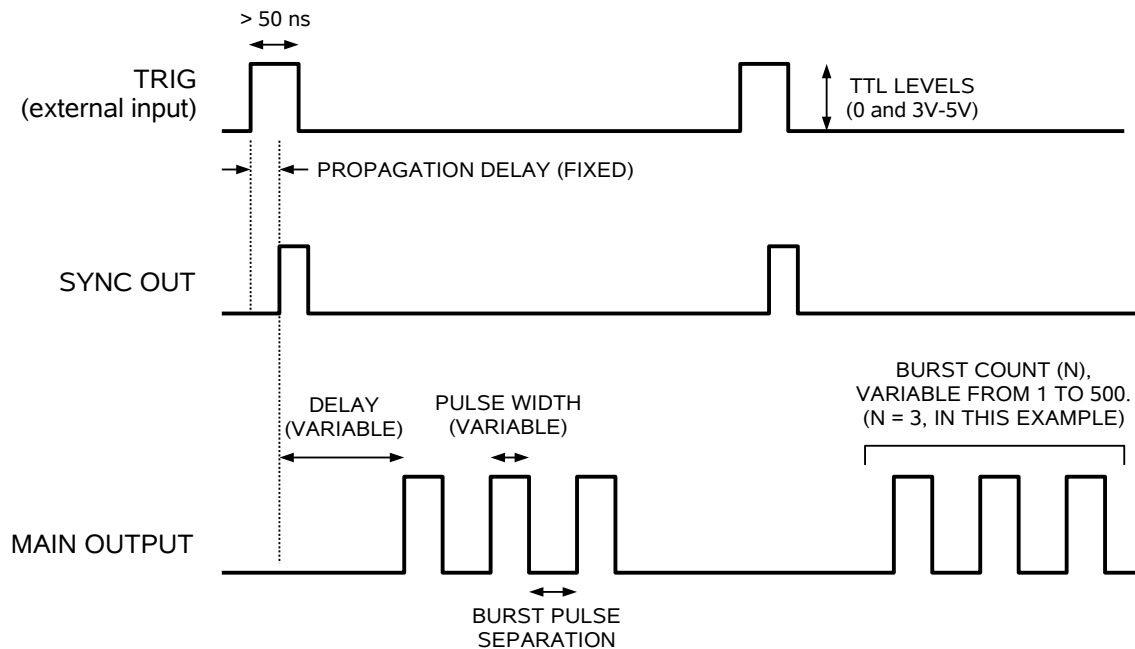 > 50 ns
TRIG
(external input)
TTL LEVELS
(0 and 3V-5V)
PROPAGATION DELAY (FIXED)
SYNC OUT
BURST COUNT (N),
VARIABLE FROM 1 TO 500.
(N = 3, IN THIS EXAMPLE)
DELAY
(VARIABLE)
PULSE WIDTH
(VARIABLE)
MAIN OUTPUT
BURST PULSE
SEPARATION